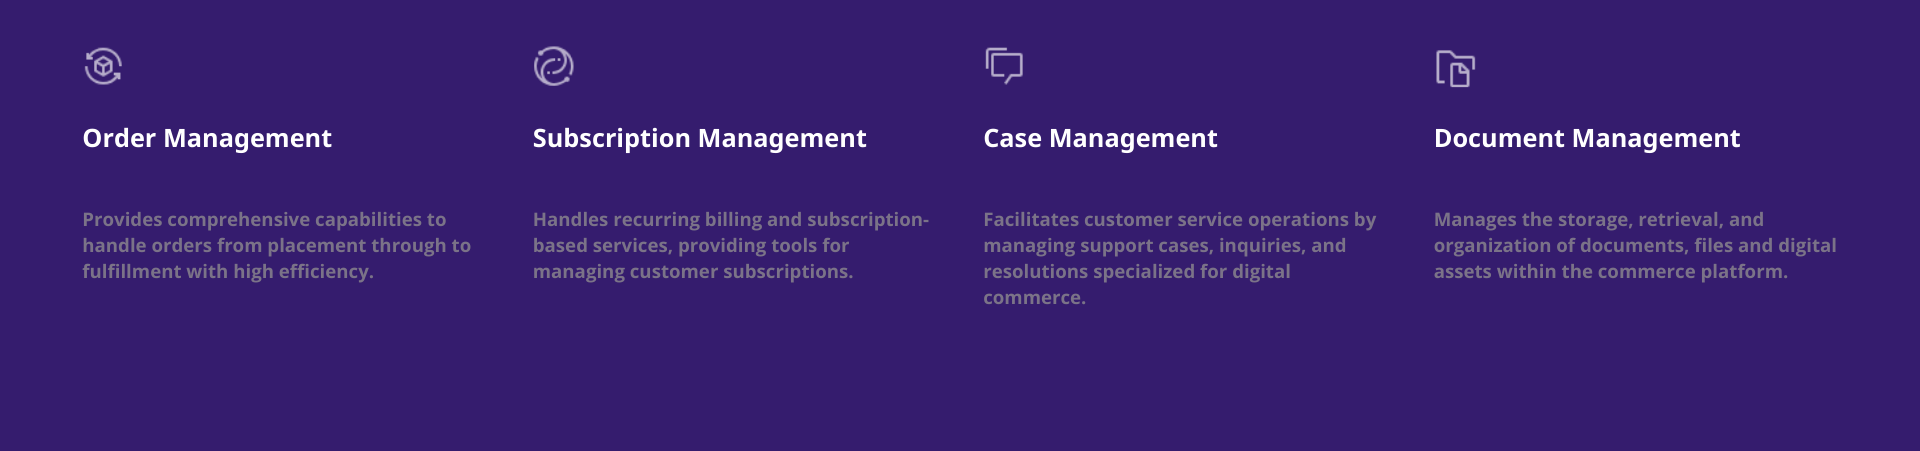 Order Management
Provides comprehensive capabilities to
handle orders from placement through to
fulfillment with high efficiency.
Subscription Management
Handles recurring billing and subscription-
based services, providing tools for
managing customer subscriptions.
Case Management
Facilitates customer service operations by
managing support cases, inquiries, and
resolutions specialized for digital
commerce.
Document Management
Manages the storage, retrieval, and
organization of documents, files and digital
assets within the commerce platform.